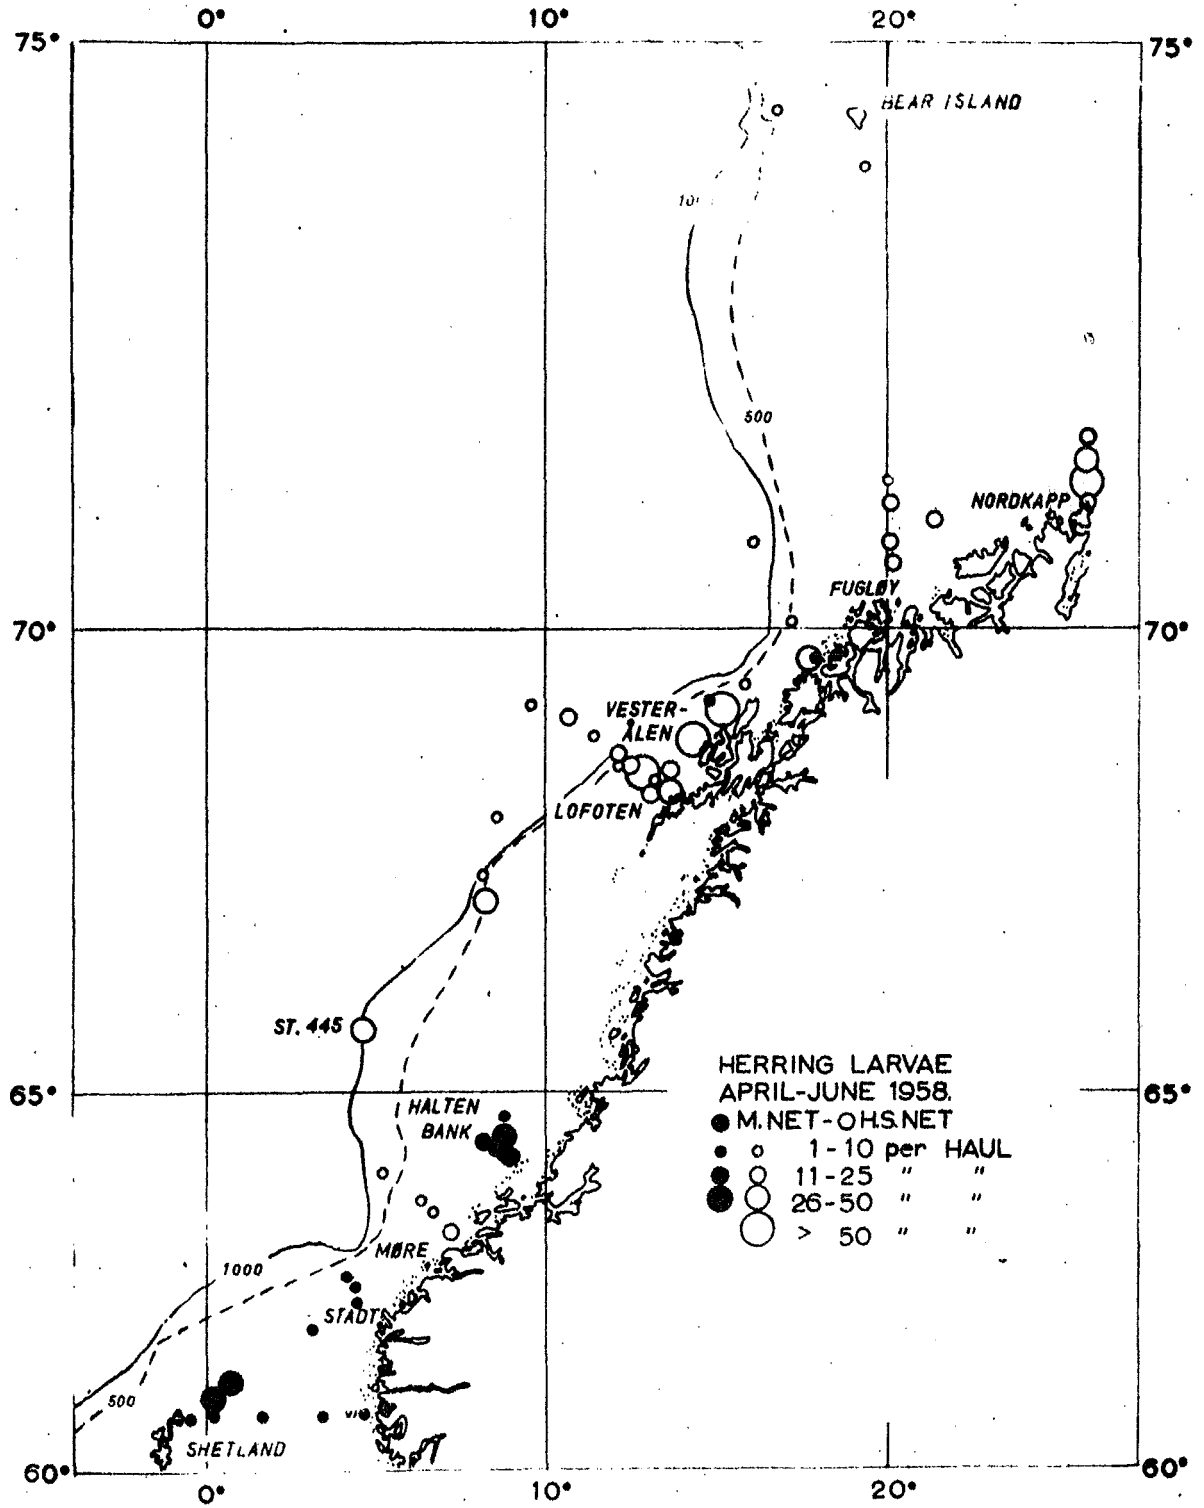 0° 10° 20°
75° 75°
BEAR ISLAND
500
NORDKAPP
FUGLØY
70° 70°
VESTER-
ÅLEN
LOFOTEN
ST. 445
HERRING LARVAE
APRIL-JUNE 1958.
65° 65°
HALTEN
BANK
M.NET-OH.S.NET
1-10 per HAUL
11-25 " "
26-50 " "
> 50 " "
MØRE
1000
STADT
500
SHETLAND
60° 60°
0° 10° 20°